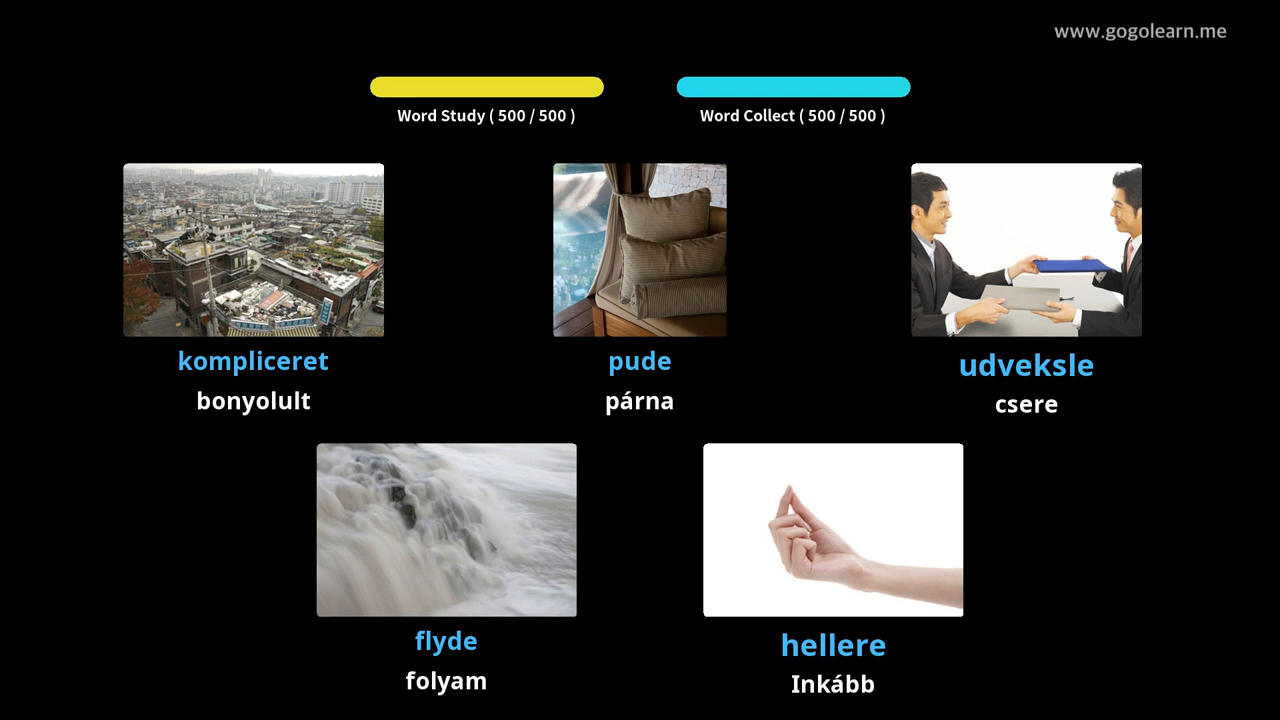 www.gogolearn.me
Word Study ( 500 / 500 )
Word Collect ( 500 / 500 )
kompliceret
bonyolult
pude
párna
udveksle
csere
flyde
folyam
hellere
Inkább